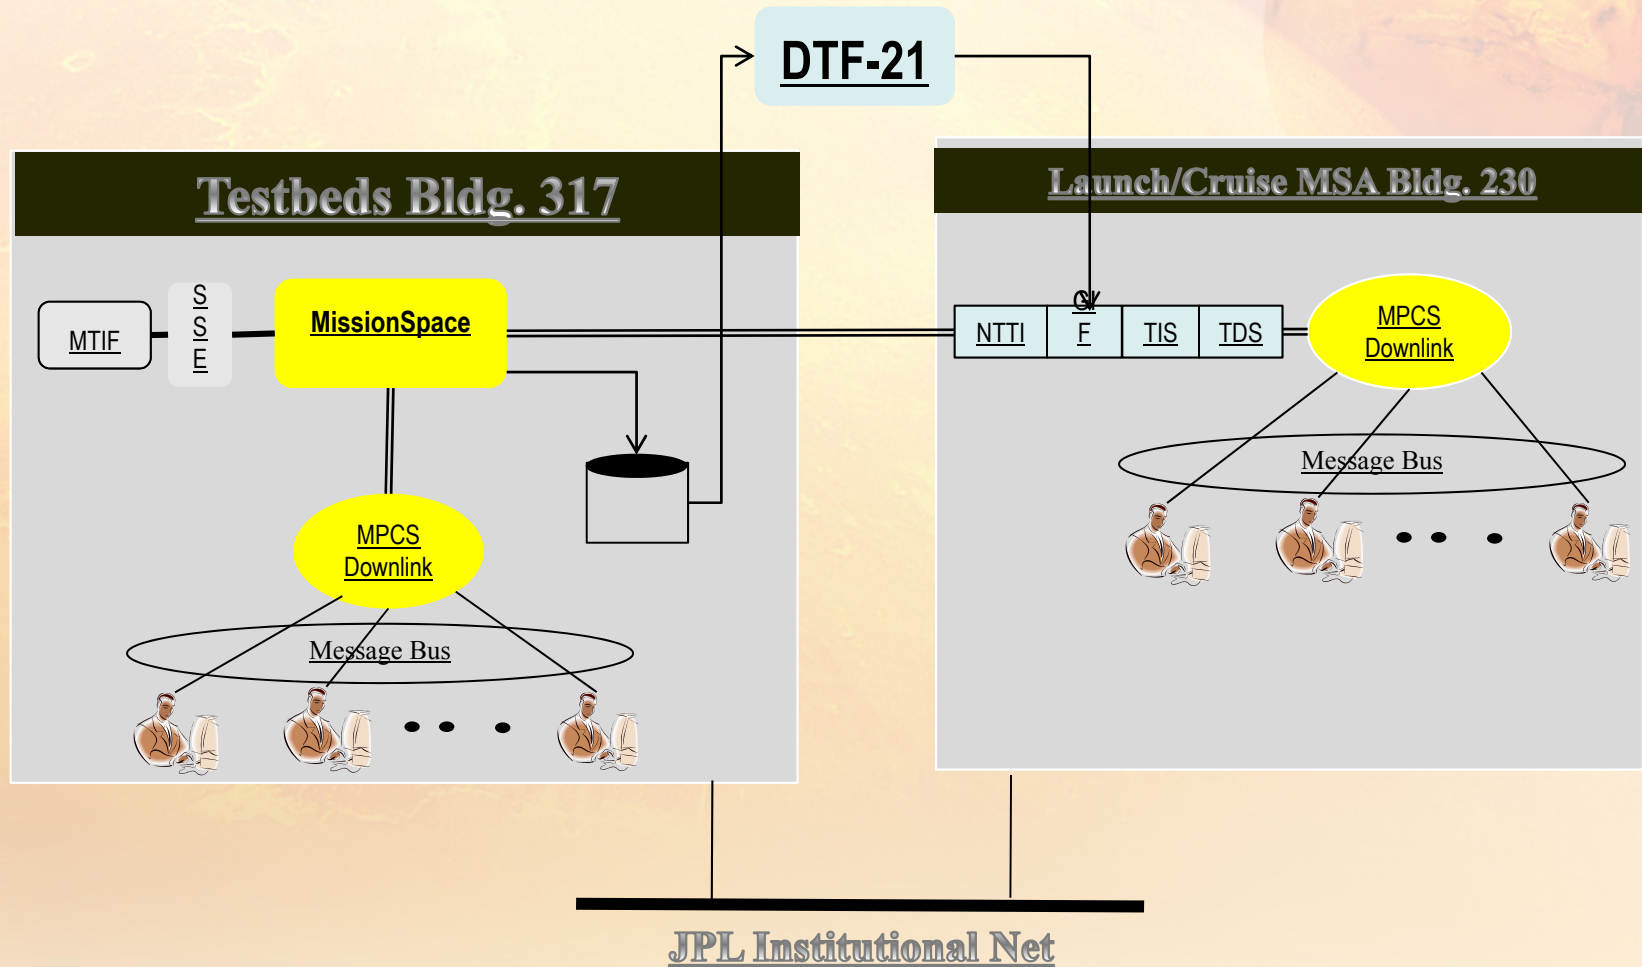 DTF-21
Testbeds Bldg. 317
Launch/Cruise MSA Bldg. 230
MTIF
S
S
E
MissionSpace
NTTI
GI
F
TIS
TDS
MPCS
Downlink
Message Bus
MPCS
Downlink
Message Bus
JPL Institutional Net